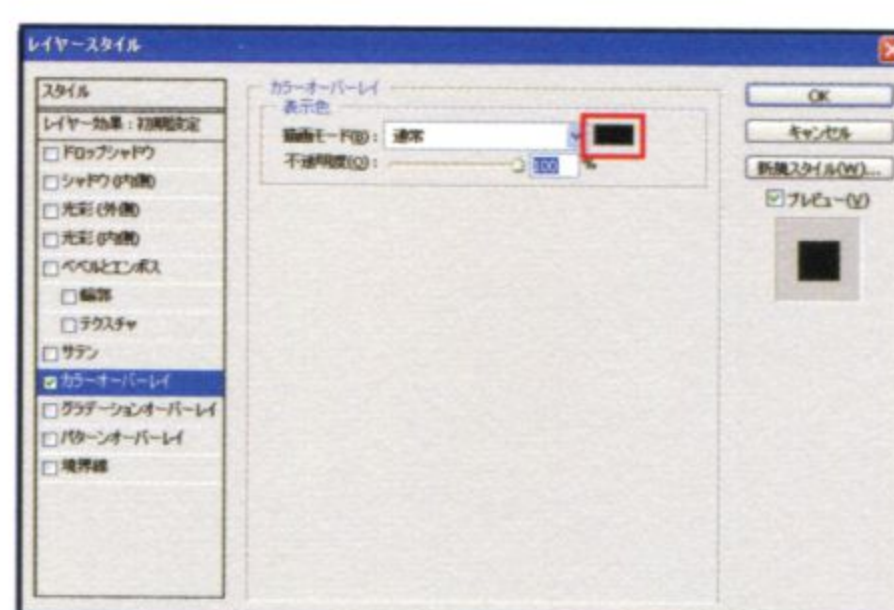 レイヤースタイル
スタイル
レイヤー効果：初期設定
ドロップシャドウ
シャドウ(内側)
光彩(外側)
光彩(内側)
ベベルとエンボス
輪郭
テクスチャ
サテン
カラーオーバーレイ
グラデーションオーバーレイ
パターンオーバーレイ
境界線
カラーオーバーレイ
表示色
描画モード(B)： 通常
不透明度(O)： 100 %
OK
キャンセル
新規スタイル(W)...
プレビュー(V)